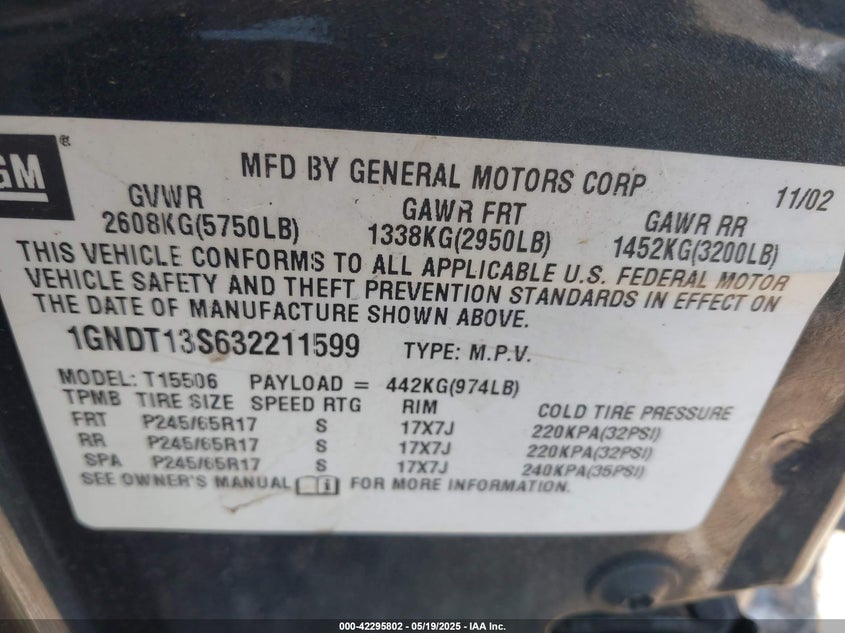 GM®
MFD BY GENERAL MOTORS CORP 11/02
GVWR GAWR FRT GAWR RR
2608KG(5750LB) 1338KG(2950LB) 1452KG(3200LB)
THIS VEHICLE CONFORMS TO ALL APPLICABLE U.S. FEDERAL MOTOR
VEHICLE SAFETY AND THEFT PREVENTION STANDARDS IN EFFECT ON
THE DATE OF MANUFACTURE SHOWN ABOVE.
1GNDT13S632211599 TYPE: M.P.V.
MODEL: T15506 PAYLOAD = 442KG(974LB)
TPMB TIRE SIZE SPEED RTG RIM COLD TIRE PRESSURE
FRT P245/65R17 S 17X7J 220KPA(32PSI)
RR P245/65R17 S 17X7J 220KPA(32PSI)
SPA P245/65R17 S 17X7J 240KPA(35PSI)
SEE OWNER'S MANUAL FOR MORE INFORMATION.
000-42295802 - 05/19/2025 - IAA Inc.